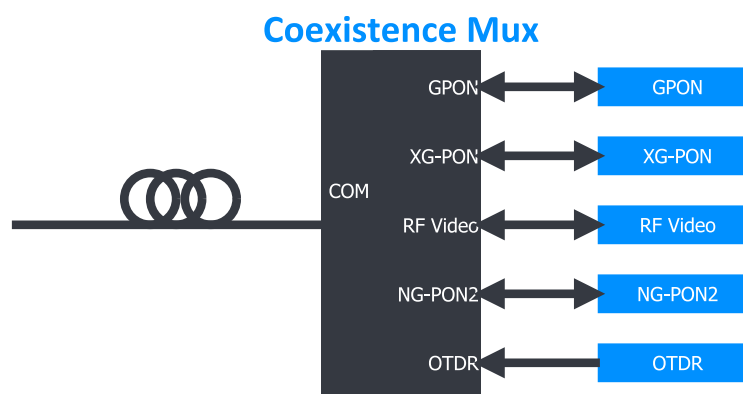 Coexistence Mux
GPON
GPON
XG-PON
XG-PON
COM
RF Video
RF Video
NG-PON2
NG-PON2
OTDR
OTDR